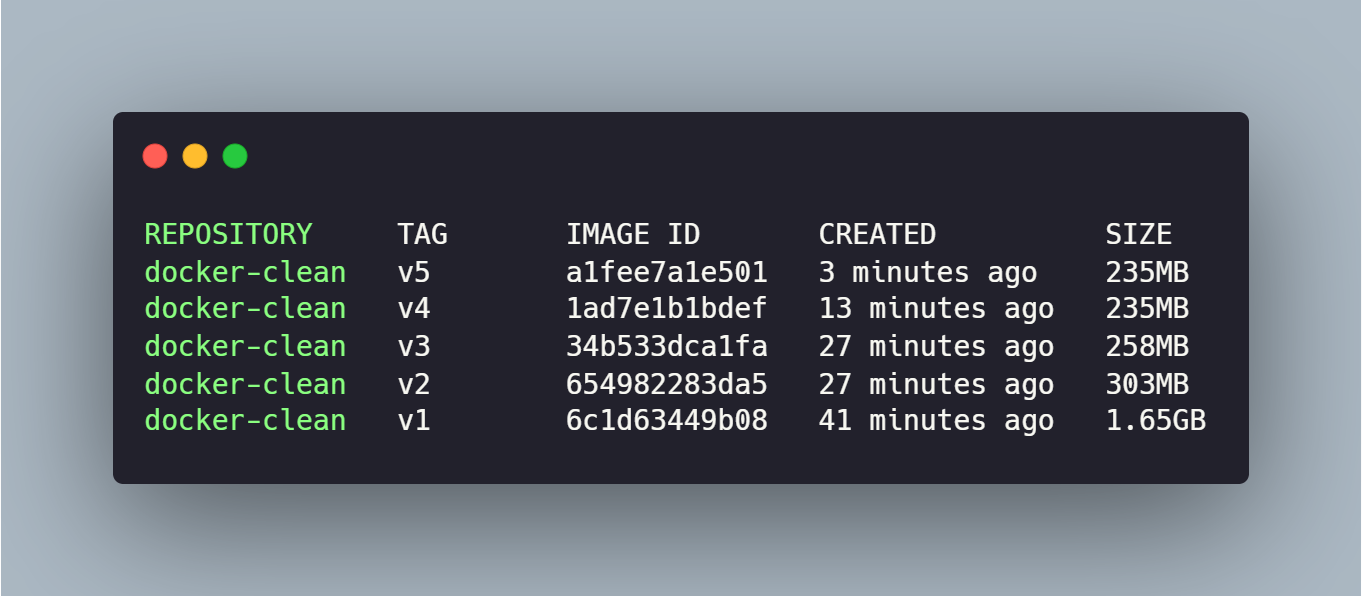 REPOSITORY TAG IMAGE ID CREATED SIZE
docker-clean v5 a1fee7a1e501 3 minutes ago 235MB
docker-clean v4 1ad7e1b1bdef 13 minutes ago 235MB
docker-clean v3 34b533dca1fa 27 minutes ago 258MB
docker-clean v2 654982283da5 27 minutes ago 303MB
docker-clean v1 6c1d63449b08 41 minutes ago 1.65GB